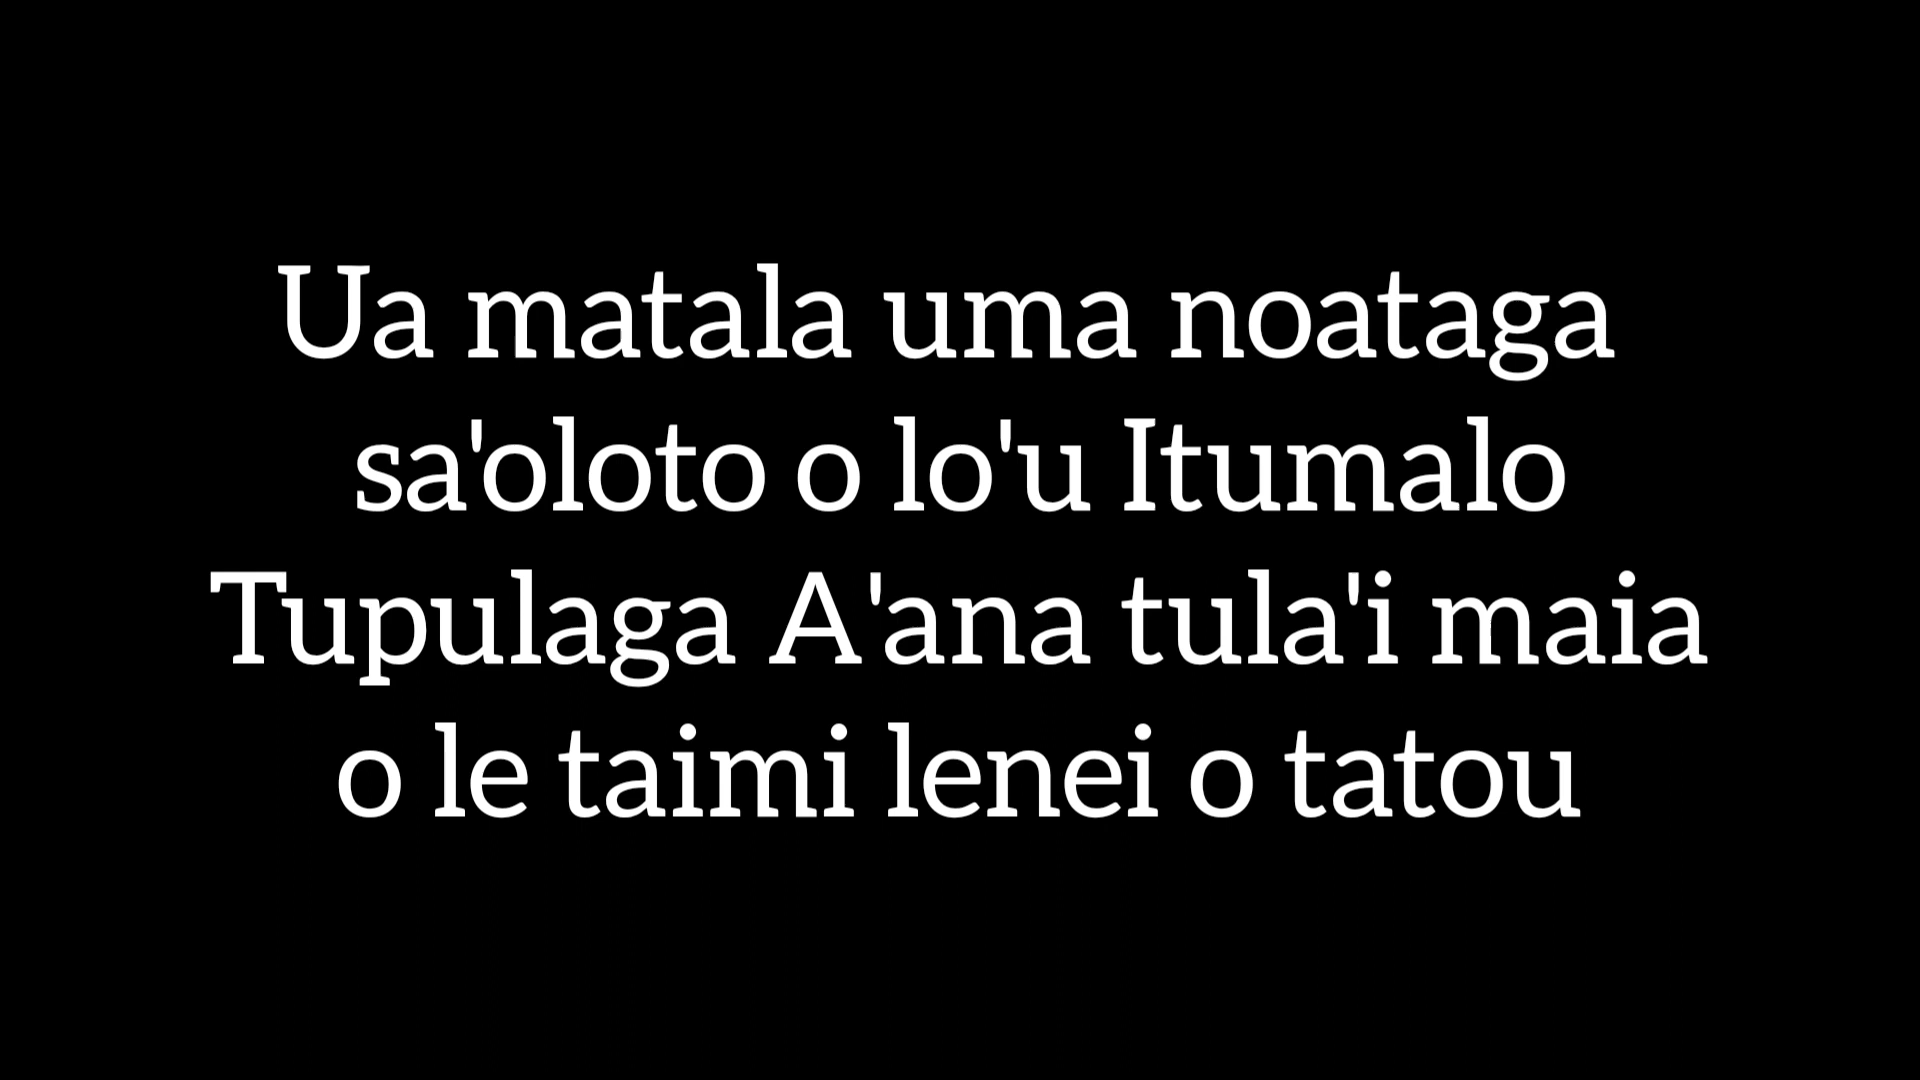 Ua matala uma noataga
sa'oloto o lo'u Itumalo
Tupulaga A'ana tula'i maia
o le taimi lenei o tatou